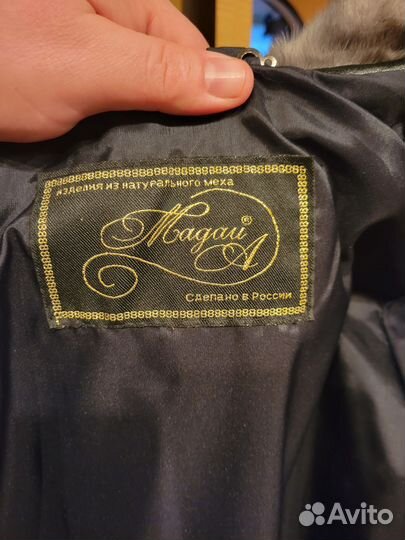 изделия из натурального меха
Мадам®
А
Сделано в России
Avito